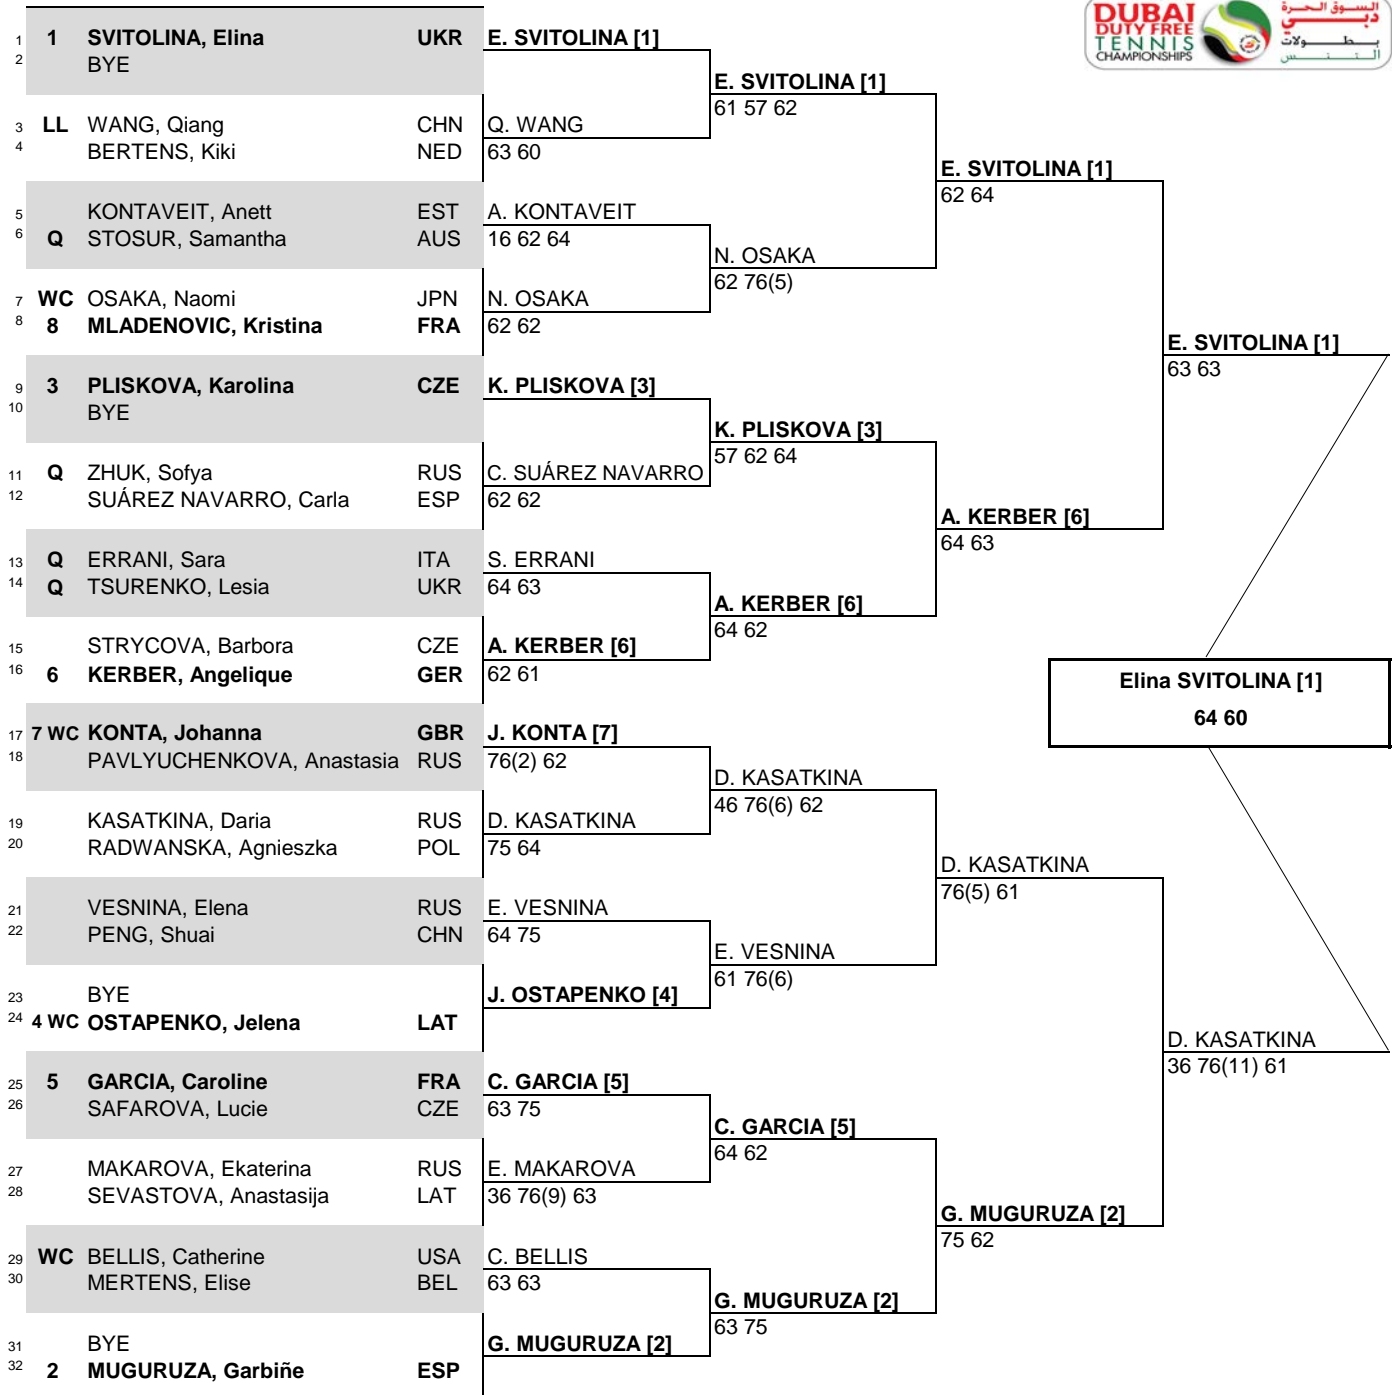 DUBAI
DUTY FREE
TENNIS
CHAMPIONSHIPS
السوق الحرة
دبي
بطولات
التنس
1 1 SVITOLINA, Elina UKR
2 BYE
3 LL WANG, Qiang CHN
4 BERTENS, Kiki NED
5 KONTAVEIT, Anett EST
6 Q STOSUR, Samantha AUS
7 WC OSAKA, Naomi JPN
8 8 MLADENOVIC, Kristina FRA
9 3 PLISKOVA, Karolina CZE
10 BYE
11 Q ZHUK, Sofya RUS
12 SUÁREZ NAVARRO, Carla ESP
13 Q ERRANI, Sara ITA
14 Q TSURENKO, Lesia UKR
15 STRYCOVA, Barbora CZE
16 6 KERBER, Angelique GER
17 7 WC KONTA, Johanna GBR
18 PAVLYUCHENKOVA, Anastasia RUS
19 KASATKINA, Daria RUS
20 RADWANSKA, Agnieszka POL
21 VESNINA, Elena RUS
22 PENG, Shuai CHN
23 BYE
24 4 WC OSTAPENKO, Jelena LAT
25 5 GARCIA, Caroline FRA
26 SAFAROVA, Lucie CZE
27 MAKAROVA, Ekaterina RUS
28 SEVASTOVA, Anastasija LAT
29 WC BELLIS, Catherine USA
30 MERTENS, Elise BEL
31 BYE
32 2 MUGURUZA, Garbiñe ESP
E. SVITOLINA [1]
Q. WANG
63 60
A. KONTAVEIT
16 62 64
N. OSAKA
62 62
K. PLISKOVA [3]
C. SUÁREZ NAVARRO
62 62
S. ERRANI
64 63
A. KERBER [6]
62 61
J. KONTA [7]
76(2) 62
D. KASATKINA
75 64
E. VESNINA
64 75
J. OSTAPENKO [4]
C. GARCIA [5]
63 75
E. MAKAROVA
36 76(9) 63
C. BELLIS
63 63
G. MUGURUZA [2]
E. SVITOLINA [1]
61 57 62
N. OSAKA
62 76(5)
K. PLISKOVA [3]
57 62 64
A. KERBER [6]
64 62
D. KASATKINA
46 76(6) 62
E. VESNINA
61 76(6)
C. GARCIA [5]
64 62
G. MUGURUZA [2]
63 75
E. SVITOLINA [1]
62 64
A. KERBER [6]
64 63
D. KASATKINA
76(5) 61
G. MUGURUZA [2]
75 62
E. SVITOLINA [1]
63 63
D. KASATKINA
36 76(11) 61
Elina SVITOLINA [1]
64 60